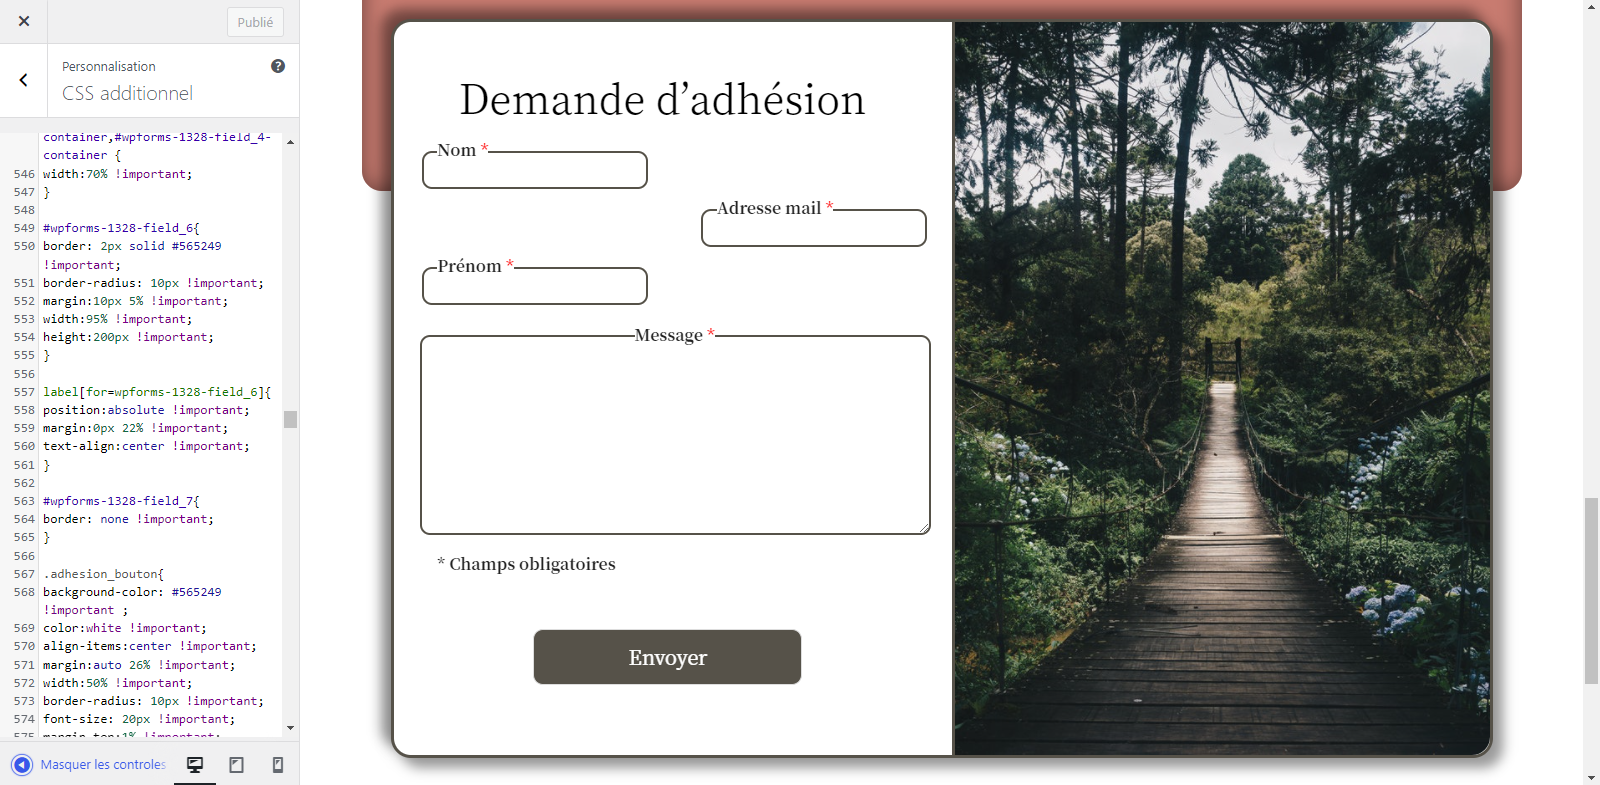 Publié
Personnalisation
CSS additionnel
container,#wpforms-1328-field_4-
container {
546 width:70% !important;
547 }
548
549 #wpforms-1328-field_6{
550 border: 2px solid #565249
!important;
551 border-radius: 10px !important;
552 margin:10px 5% !important;
553 width:95% !important;
554 height:200px !important;
555 }
556
557 label[for=wpforms-1328-field_6]{
558 position:absolute !important;
559 margin:0px 22% !important;
560 text-align:center !important;
561 }
562
563 #wpforms-1328-field_7{
564 border: none !important;
565 }
566
567 .adhesion_bouton{
568 background-color: #565249
!important ;
569 color:white !important;
570 align-items:center !important;
571 margin:auto 26% !important;
572 width:50% !important;
573 border-radius: 10px !important;
574 font-size: 20px !important;
575 margin-top:1% !important;
Masquer les controles
Demande d’adhésion
Nom *
Adresse mail *
Prénom *
Message *
* Champs obligatoires
Envoyer